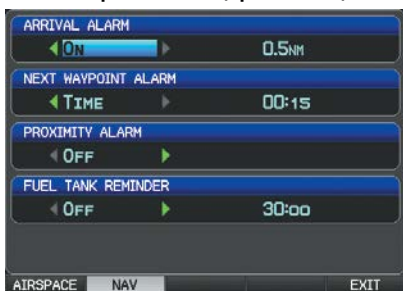 ARRIVAL ALARM
ON 0.5NM
NEXT WAYPOINT ALARM
TIME 00:15
PROXIMITY ALARM
OFF
FUEL TANK REMINDER
OFF 30:00
AIRSPACE NAV EXIT